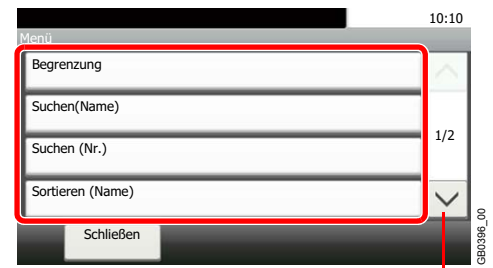 10:10
Menü
Begrenzung
Suchen(Name)
Suchen (Nr.)
1/2
Sortieren (Name)
Schließen
GB0396_00